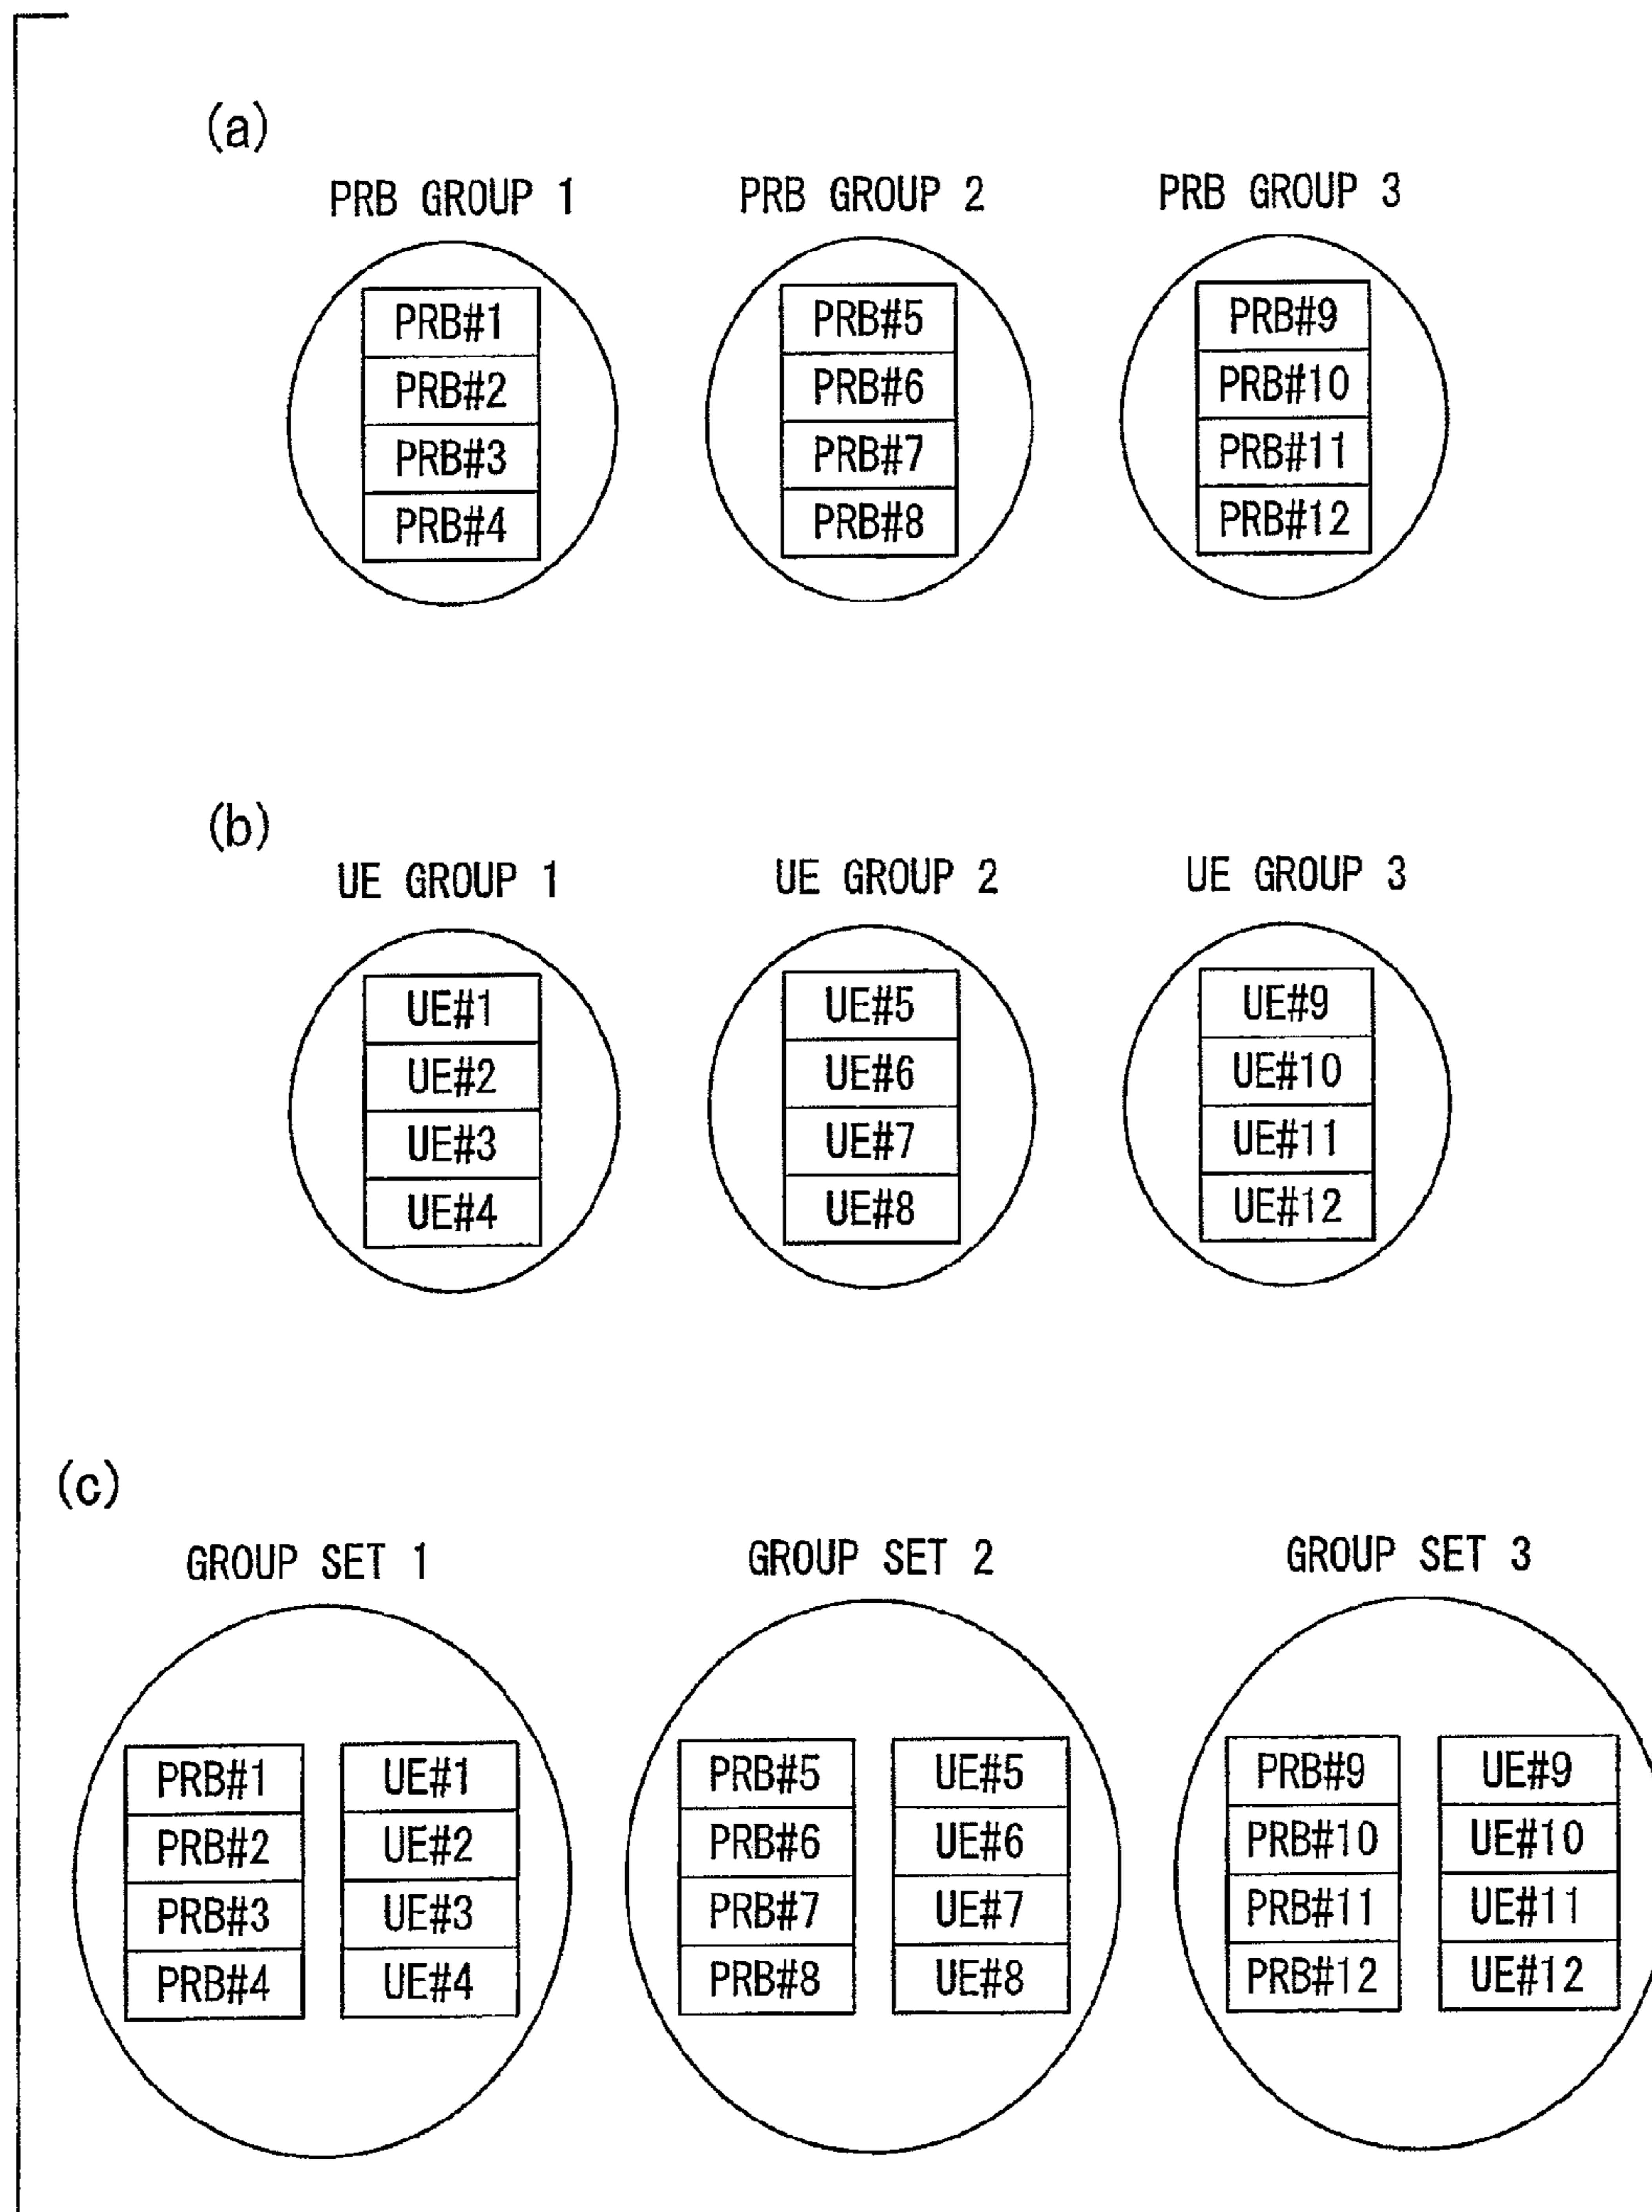 (a)
PRB GROUP 1 PRB GROUP 2 PRB GROUP 3
PRB#1 PRB#5 PRB#9
PRB#2 PRB#6 PRB#10
PRB#3 PRB#7 PRB#11
PRB#4 PRB#8 PRB#12
(b)
UE GROUP 1 UE GROUP 2 UE GROUP 3
UE#1 UE#5 UE#9
UE#2 UE#6 UE#10
UE#3 UE#7 UE#11
UE#4 UE#8 UE#12
(c)
GROUP SET 1 GROUP SET 2 GROUP SET 3
PRB#1 UE#1 PRB#5 UE#5 PRB#9 UE#9
PRB#2 UE#2 PRB#6 UE#6 PRB#10 UE#10
PRB#3 UE#3 PRB#7 UE#7 PRB#11 UE#11
PRB#4 UE#4 PRB#8 UE#8 PRB#12 UE#12